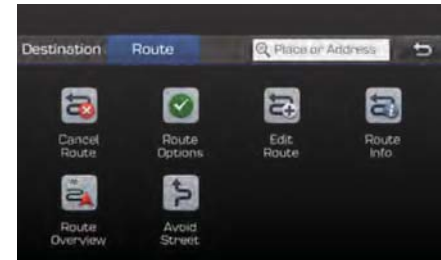 Destination Route Place or Address
Cancel Route Edit Route
Route Options Route Info
Route Avoid
Overview Street